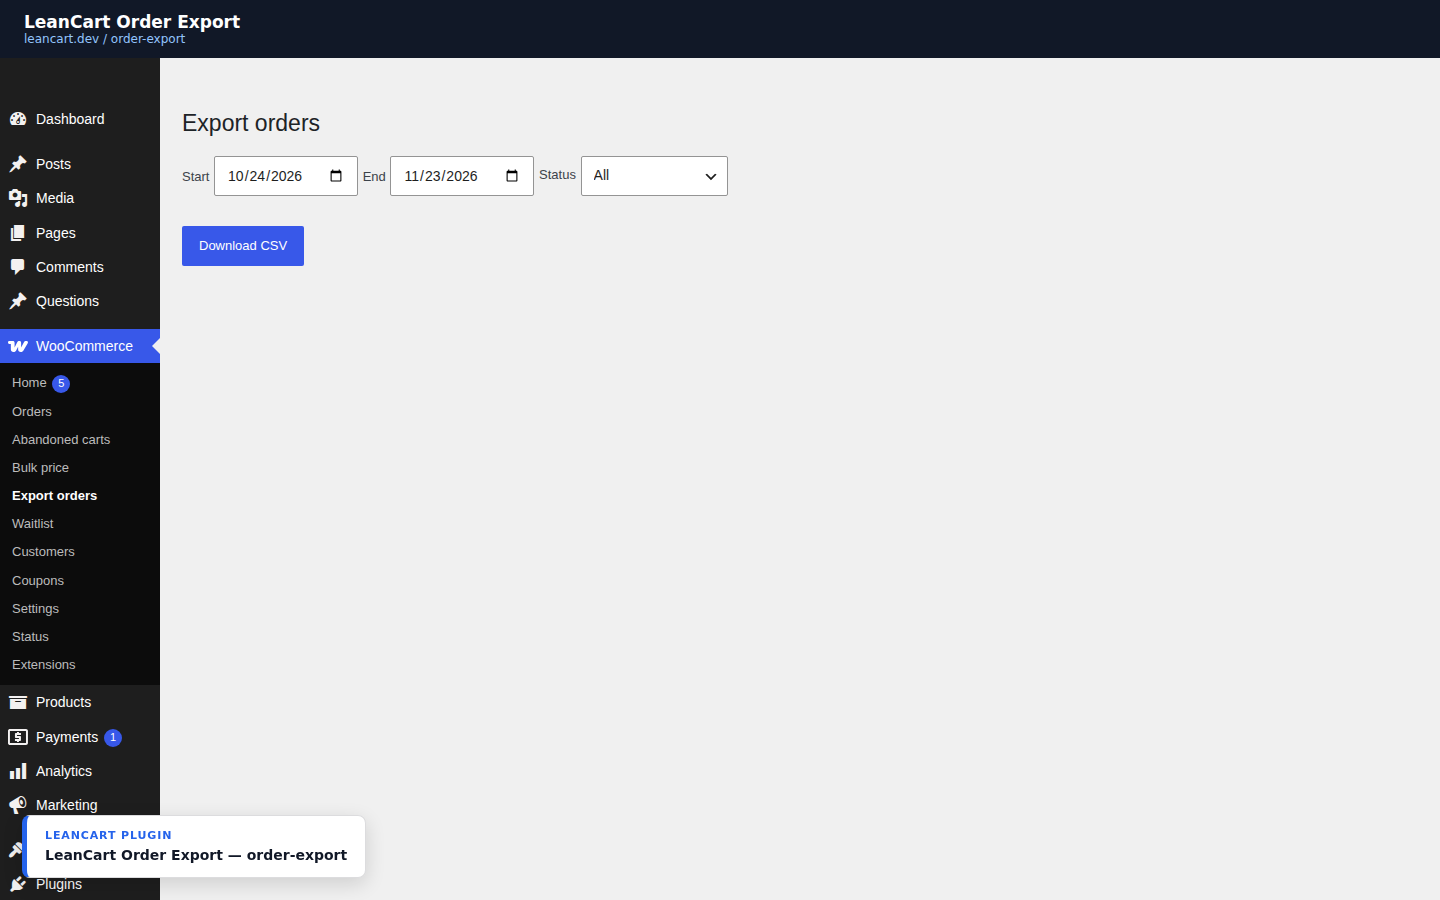 LeanCart Order Export
leancart.dev / order-export
Dashboard
Posts
Media
Pages
Comments
Questions
WooCommerce
Home 5
Orders
Abandoned carts
Bulk price
Export orders
Waitlist
Customers
Coupons
Settings
Status
Extensions
Products
Payments 1
Analytics
Marketing
Plugins
Export orders
Start 10/24/2026 End 11/23/2026 Status All
Download CSV
LEANCART PLUGIN
LeanCart Order Export — order-export